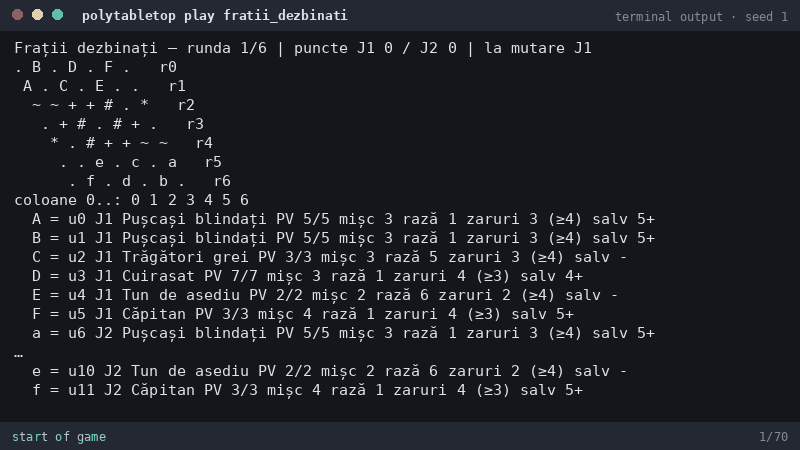 polytabletop play fratii_dezbinati
terminal output · seed 1
Frații dezbinați — runda 1/6 | puncte J1 0 / J2 0 | la mutare J1
. B . D . F .   r0
 A . C . E . .   r1
  ~ ~ + + # . *   r2
   . + # . # + .   r3
    * . # + + ~ ~   r4
     . . e . c . a   r5
      . f . d . b .   r6
coloane 0..: 0 1 2 3 4 5 6
  A = u0 J1 Pușcași blindați PV 5/5 mișc 3 rază 1 zaruri 3 (≥4) salv 5+
  B = u1 J1 Pușcași blindați PV 5/5 mișc 3 rază 1 zaruri 3 (≥4) salv 5+
  C = u2 J1 Trăgători grei PV 3/3 mișc 3 rază 5 zaruri 3 (≥4) salv -
  D = u3 J1 Cuirasat PV 7/7 mișc 3 rază 1 zaruri 4 (≥3) salv 4+
  E = u4 J1 Tun de asediu PV 2/2 mișc 2 rază 6 zaruri 2 (≥4) salv -
  F = u5 J1 Căpitan PV 3/3 mișc 4 rază 1 zaruri 4 (≥3) salv 5+
  a = u6 J2 Pușcași blindați PV 5/5 mișc 3 rază 1 zaruri 3 (≥4) salv 5+
…
  e = u10 J2 Tun de asediu PV 2/2 mișc 2 rază 6 zaruri 2 (≥4) salv -
  f = u11 J2 Căpitan PV 3/3 mișc 4 rază 1 zaruri 4 (≥3) salv 5+
start of game
1/70